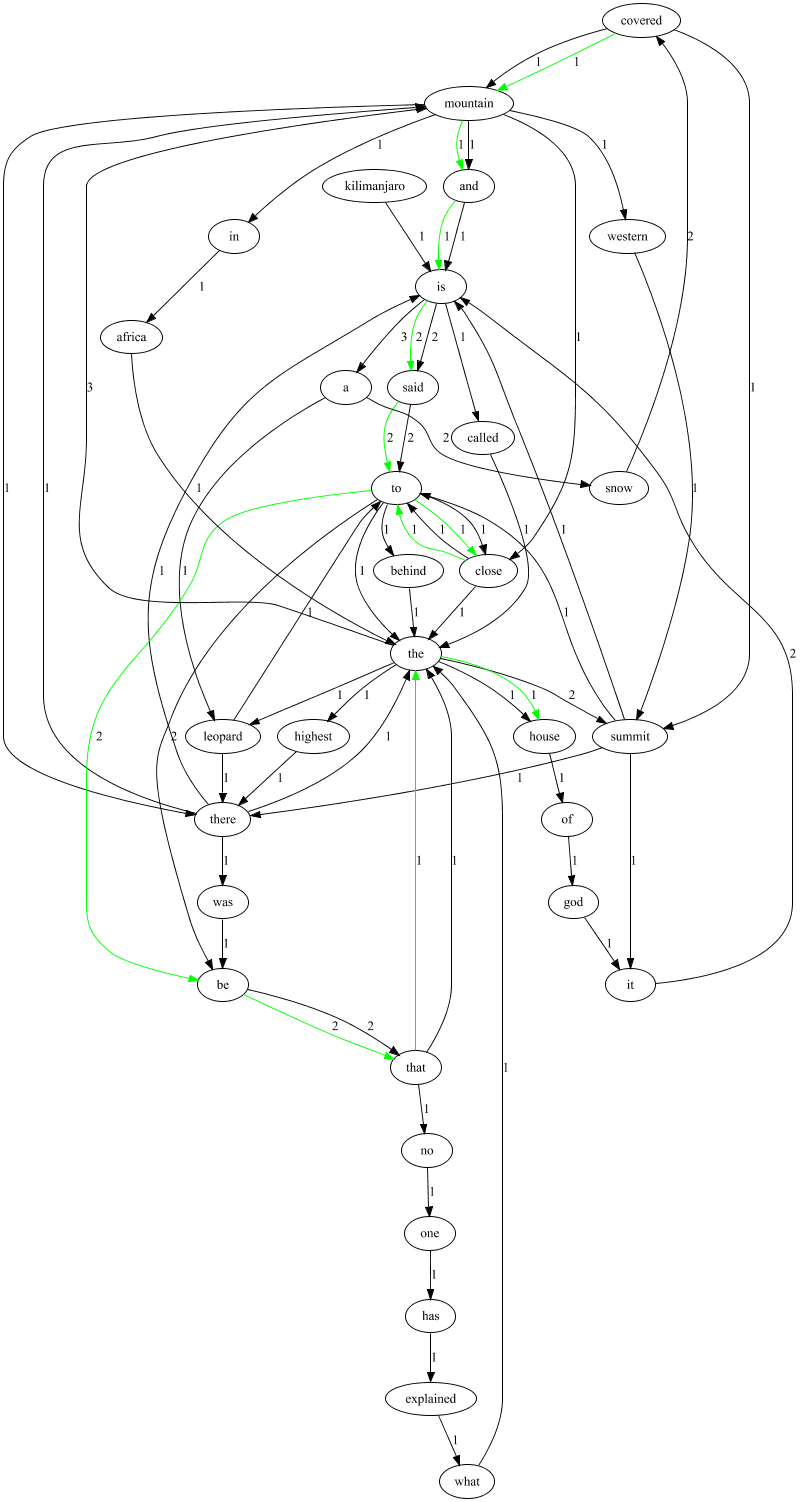 covered
1 1
mountain
1 1 1 1
kilimanjaro and
in western
1 1 1
is
1
africa 3 2 2 1 1
a said
3 called 1
2 2 2 2
to snow
1 1 1 1 1 1 1
behind close
1 1 1 1 1 1
the
1 1 1 1 2
leopard highest house summit
1 1 2 1 2 2
1 1 1 1
there of
1 1 1 1
was god
1 1
be it
2 2
that
1
no
1
one
1
has
1
explained
1
what